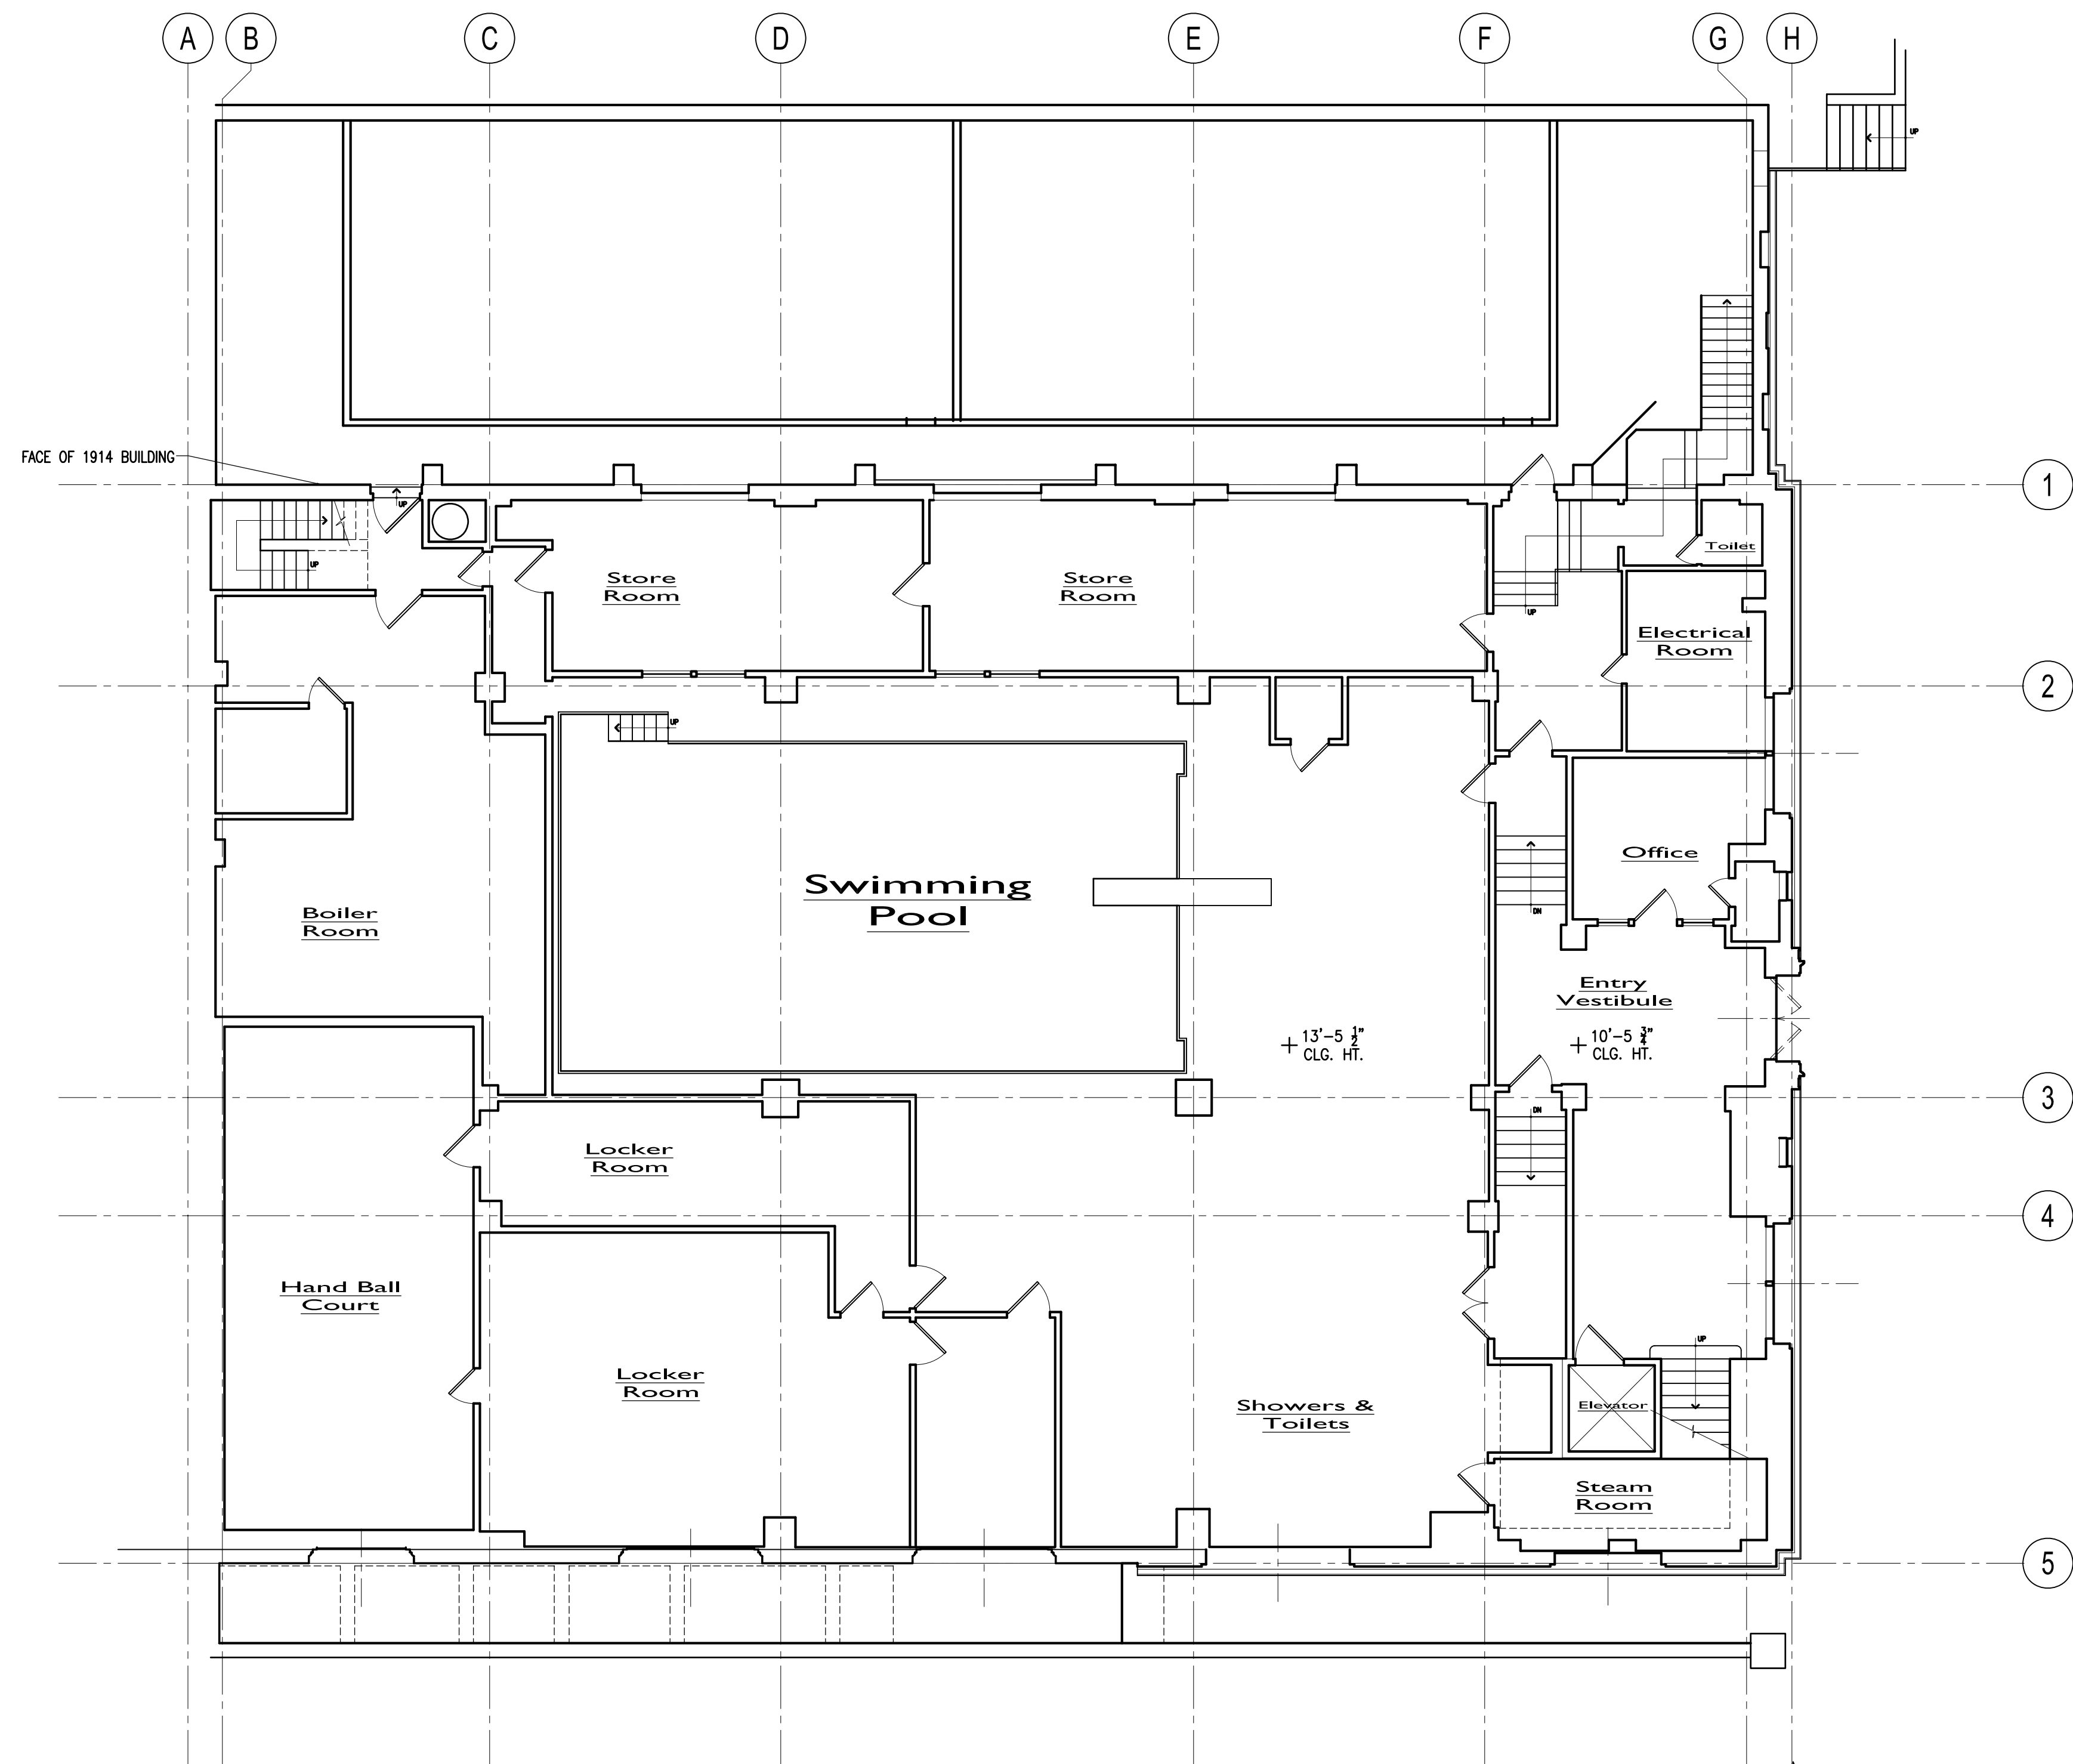 A B C D E F G H
UP
FACE OF 1914 BUILDING
1
UP
UP
Toilet
Store
Room
Store
Room
UP
Electrical
Room
2
UP
Office
Swimming
Pool
Boiler
Room
DN
Entry
Vestibule
13'-5 1/2"
CLG. HT.
10'-5 3/4"
CLG. HT.
3
DN
Locker
Room
4
Hand Ball
Court
UP
Locker
Room
Showers &
Toilets
Elevator
Steam
Room
5